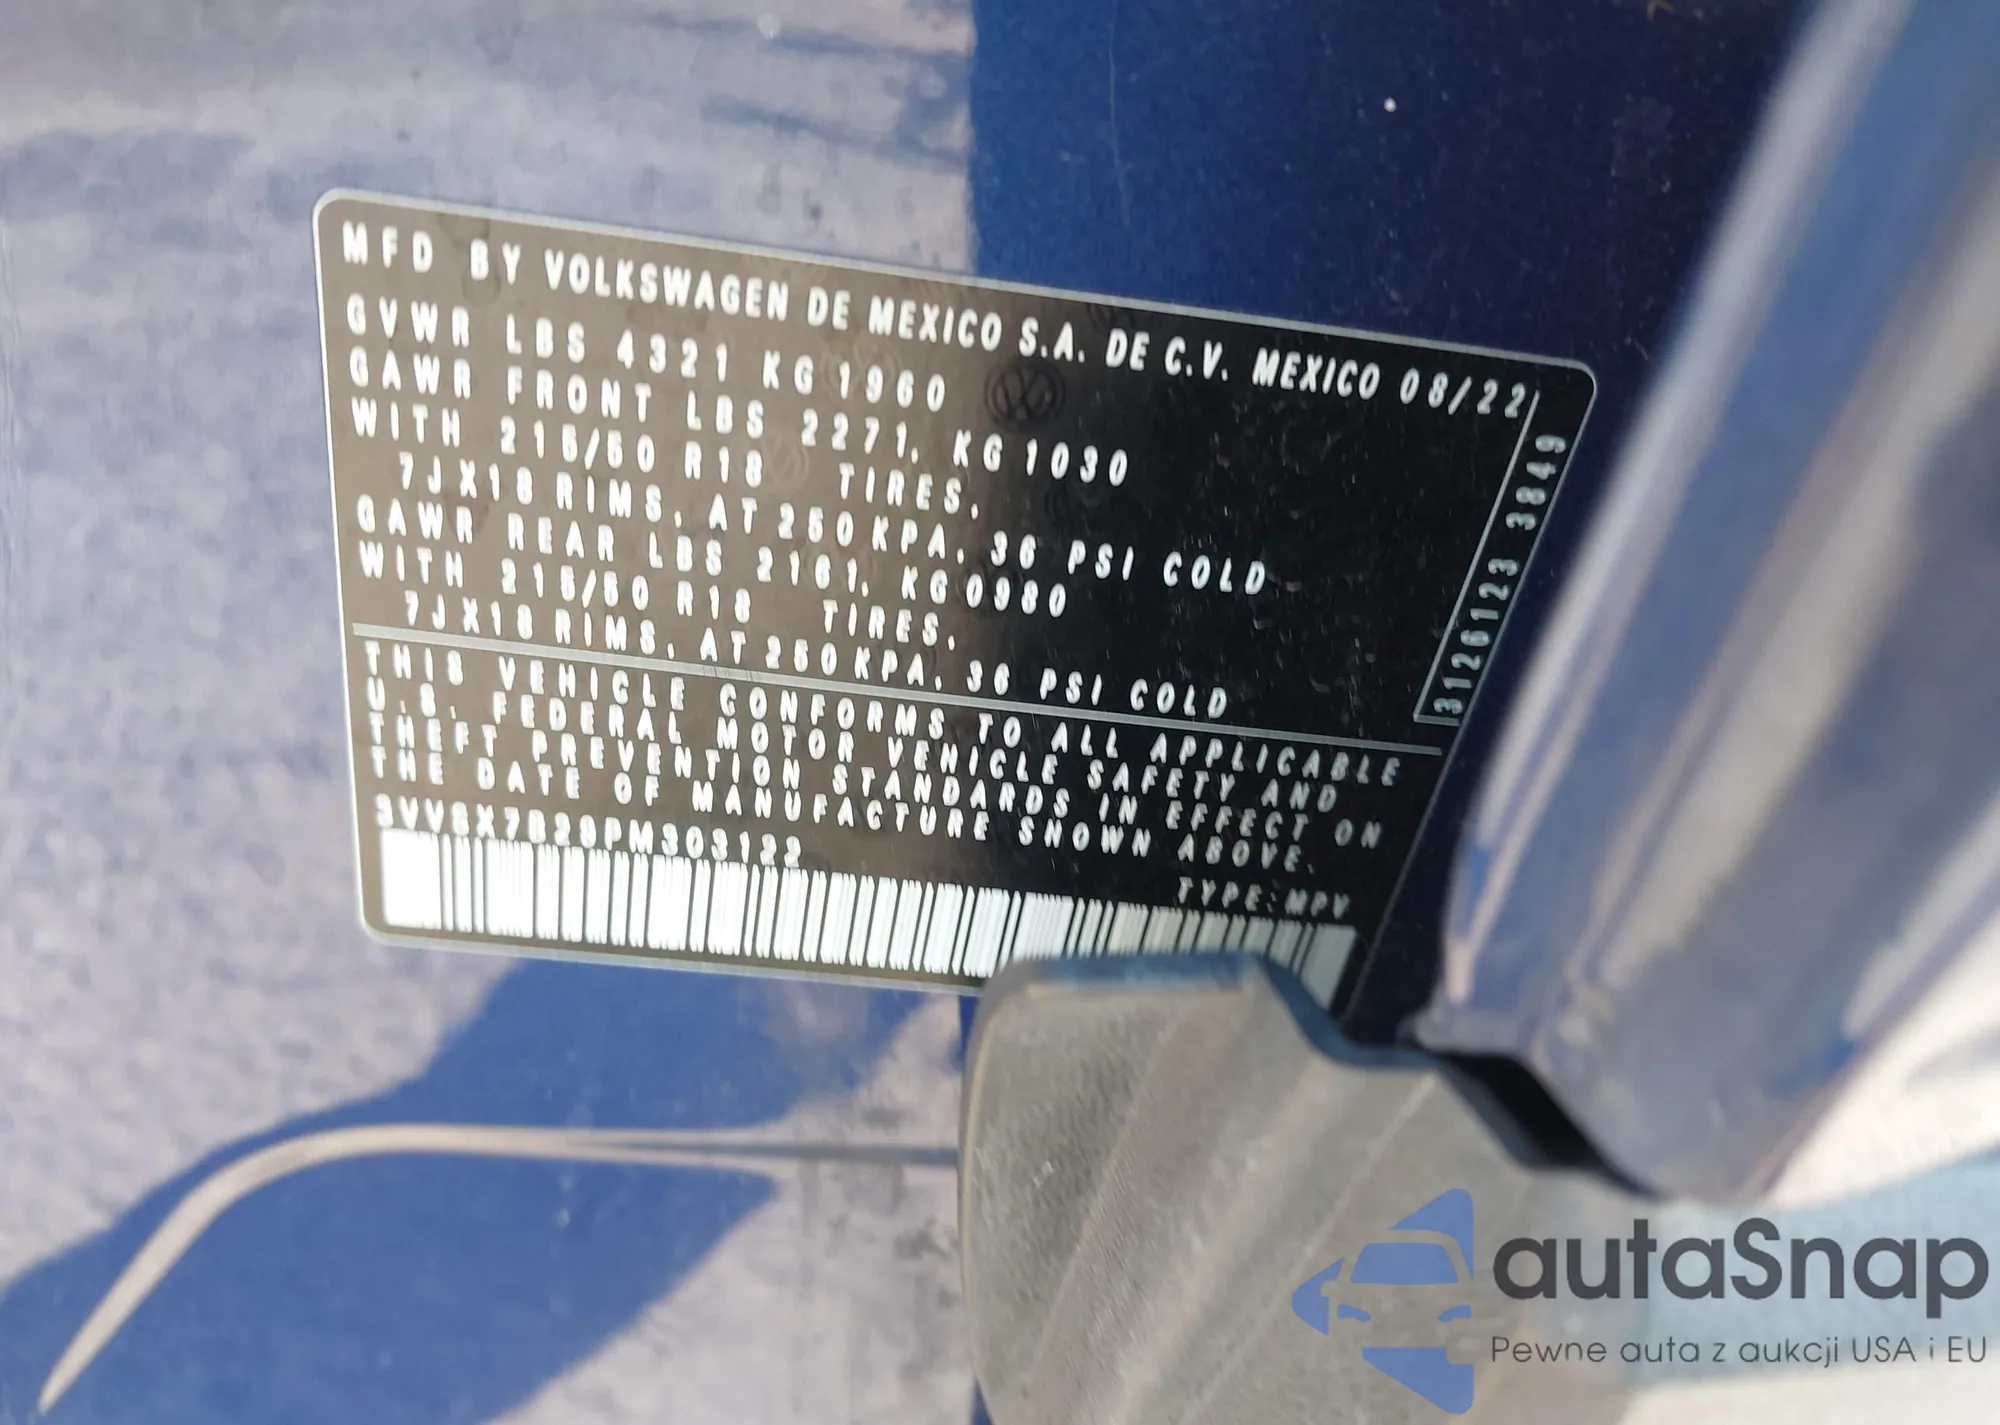 MFD BY VOLKSWAGEN DE MEXICO S.A. DE C.V. MEXICO 08/22
GVWR LBS 4321 KG 1960
GAWR FRONT LBS 2271. KG 1030
WITH 215/50 R18 TIRES.
7JX18 RIMS. AT 250KPA. 36 PSI COLD
GAWR REAR LBS 2161. KG 0980
WITH 215/50 R18 TIRES.
7JX18 RIMS. AT 250KPA. 36 PSI COLD
3126123 3849
THIS VEHICLE CONFORMS TO ALL APPLICABLE
U.S. FEDERAL MOTOR VEHICLE SAFETY AND
THEFT PREVENTION STANDARDS IN EFFECT ON
THE DATE OF MANUFACTURE SHOWN ABOVE.
3VVSX7B29PM303122
TYPE:MPV
autaSnap
Pewne auta z aukcji USA i EU